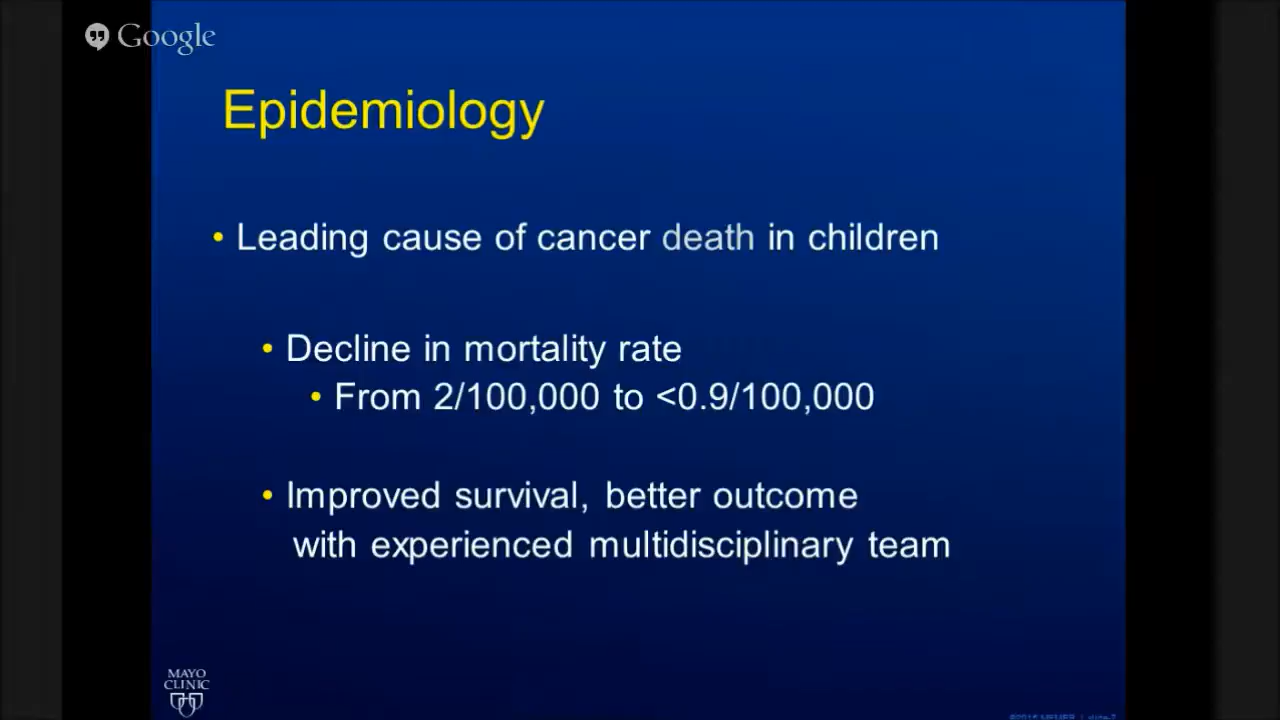 Google
Epidemiology
• Leading cause of cancer death in children
• Decline in mortality rate
• From 2/100,000 to <0.9/100,000
• Improved survival, better outcome
with experienced multidisciplinary team
MAYO
CLINIC